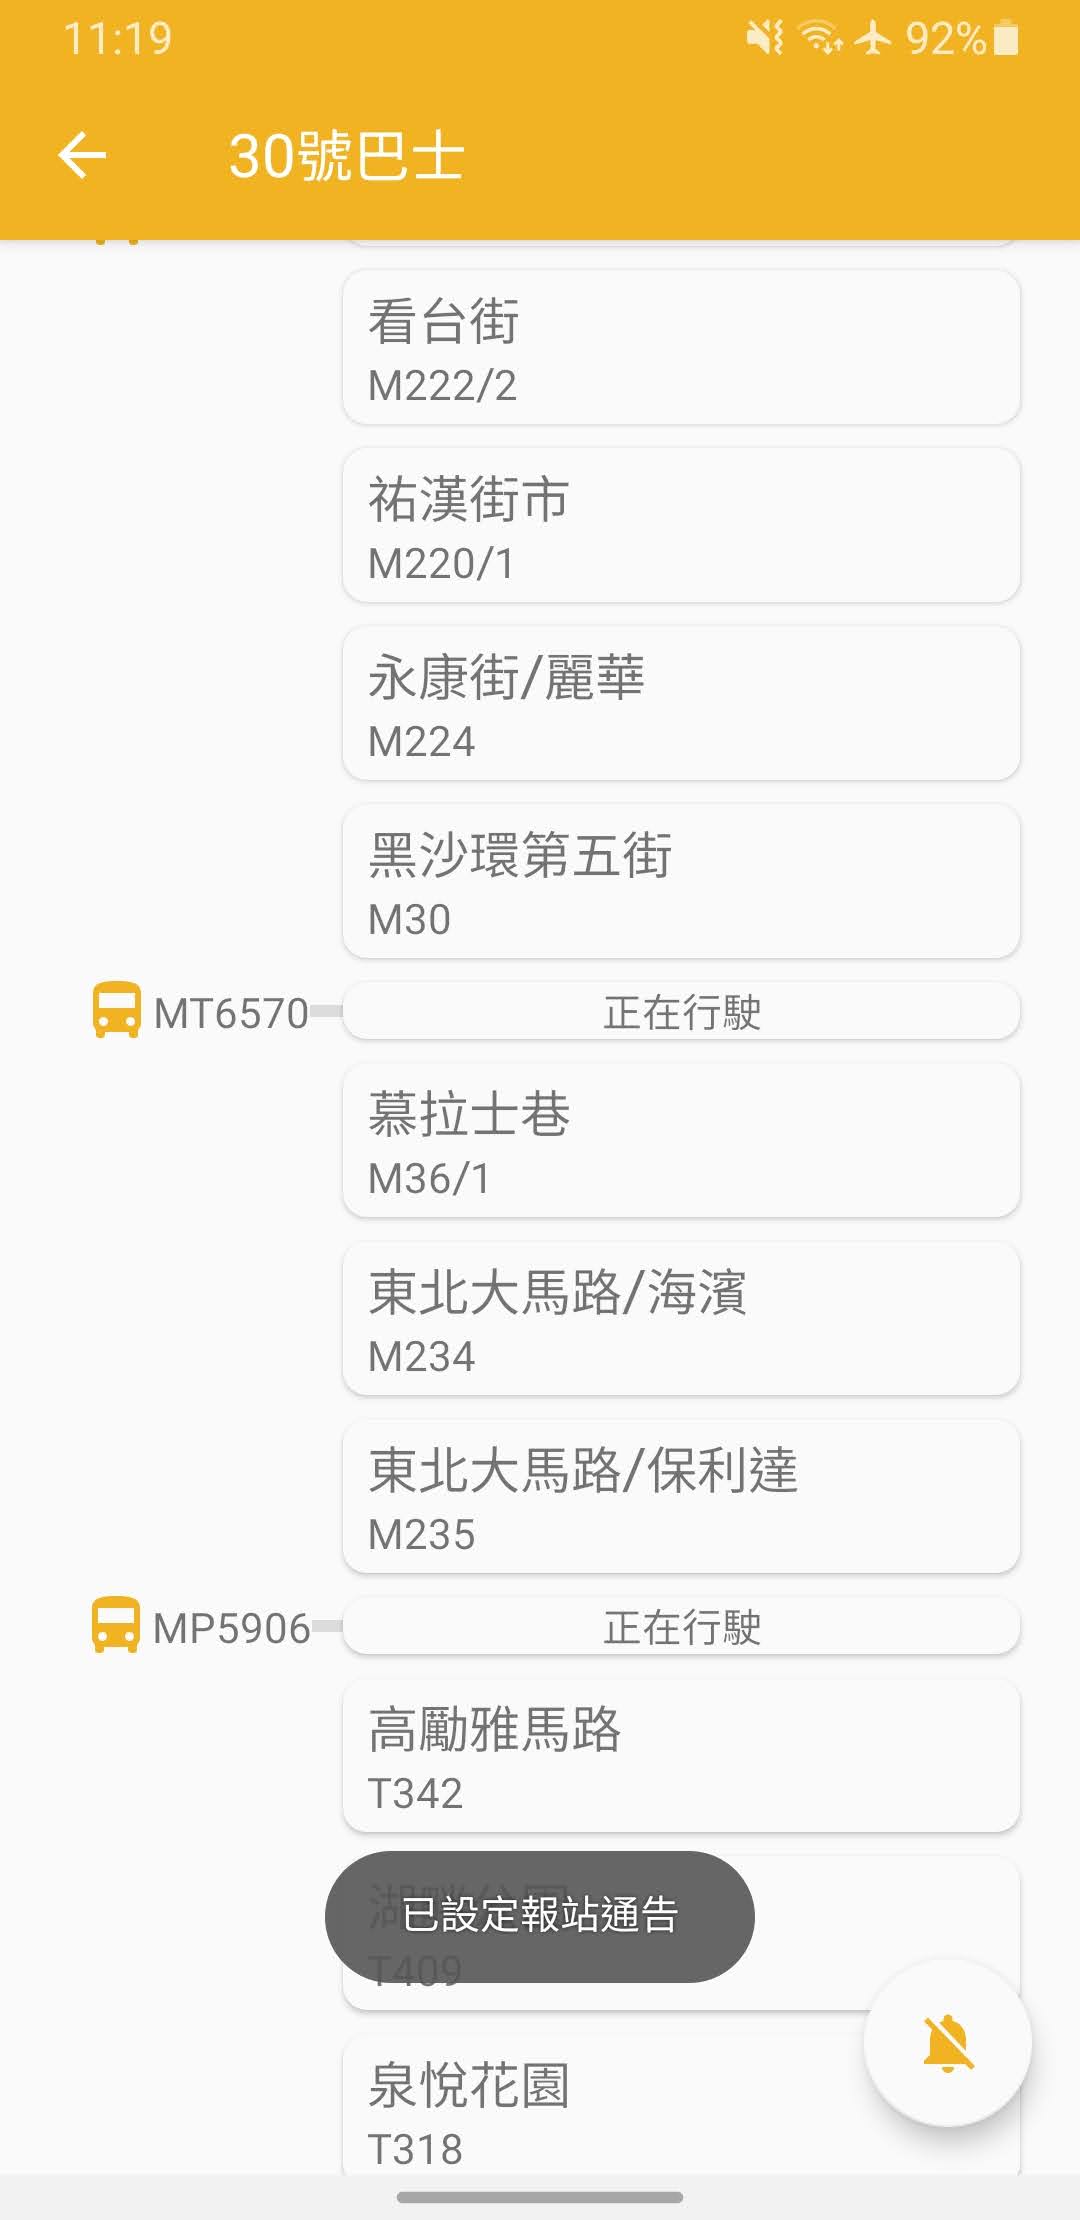 11:19
92%
30號巴士
看台街
M222/2
祐漢街市
M220/1
永康街/麗華
M224
黑沙環第五街
M30
MT6570
正在行駛
慕拉士巷
M36/1
東北大馬路/海濱
M234
東北大馬路/保利達
M235
MP5906
正在行駛
高勵雅馬路
T342
已設定報站通告
T409
泉悅花園
T318